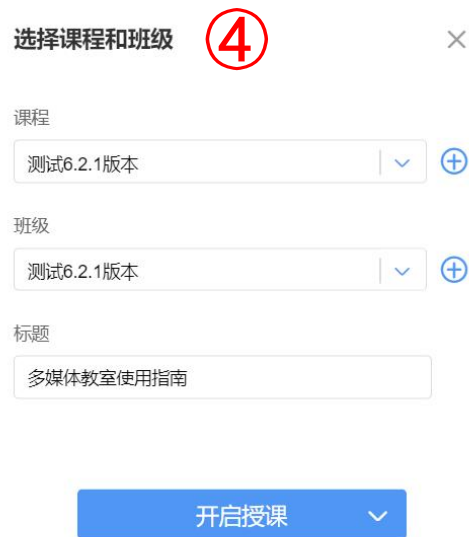 选择课程和班级 ④
课程
测试6.2.1版本
班级
测试6.2.1版本
标题
多媒体教室使用指南
开启授课